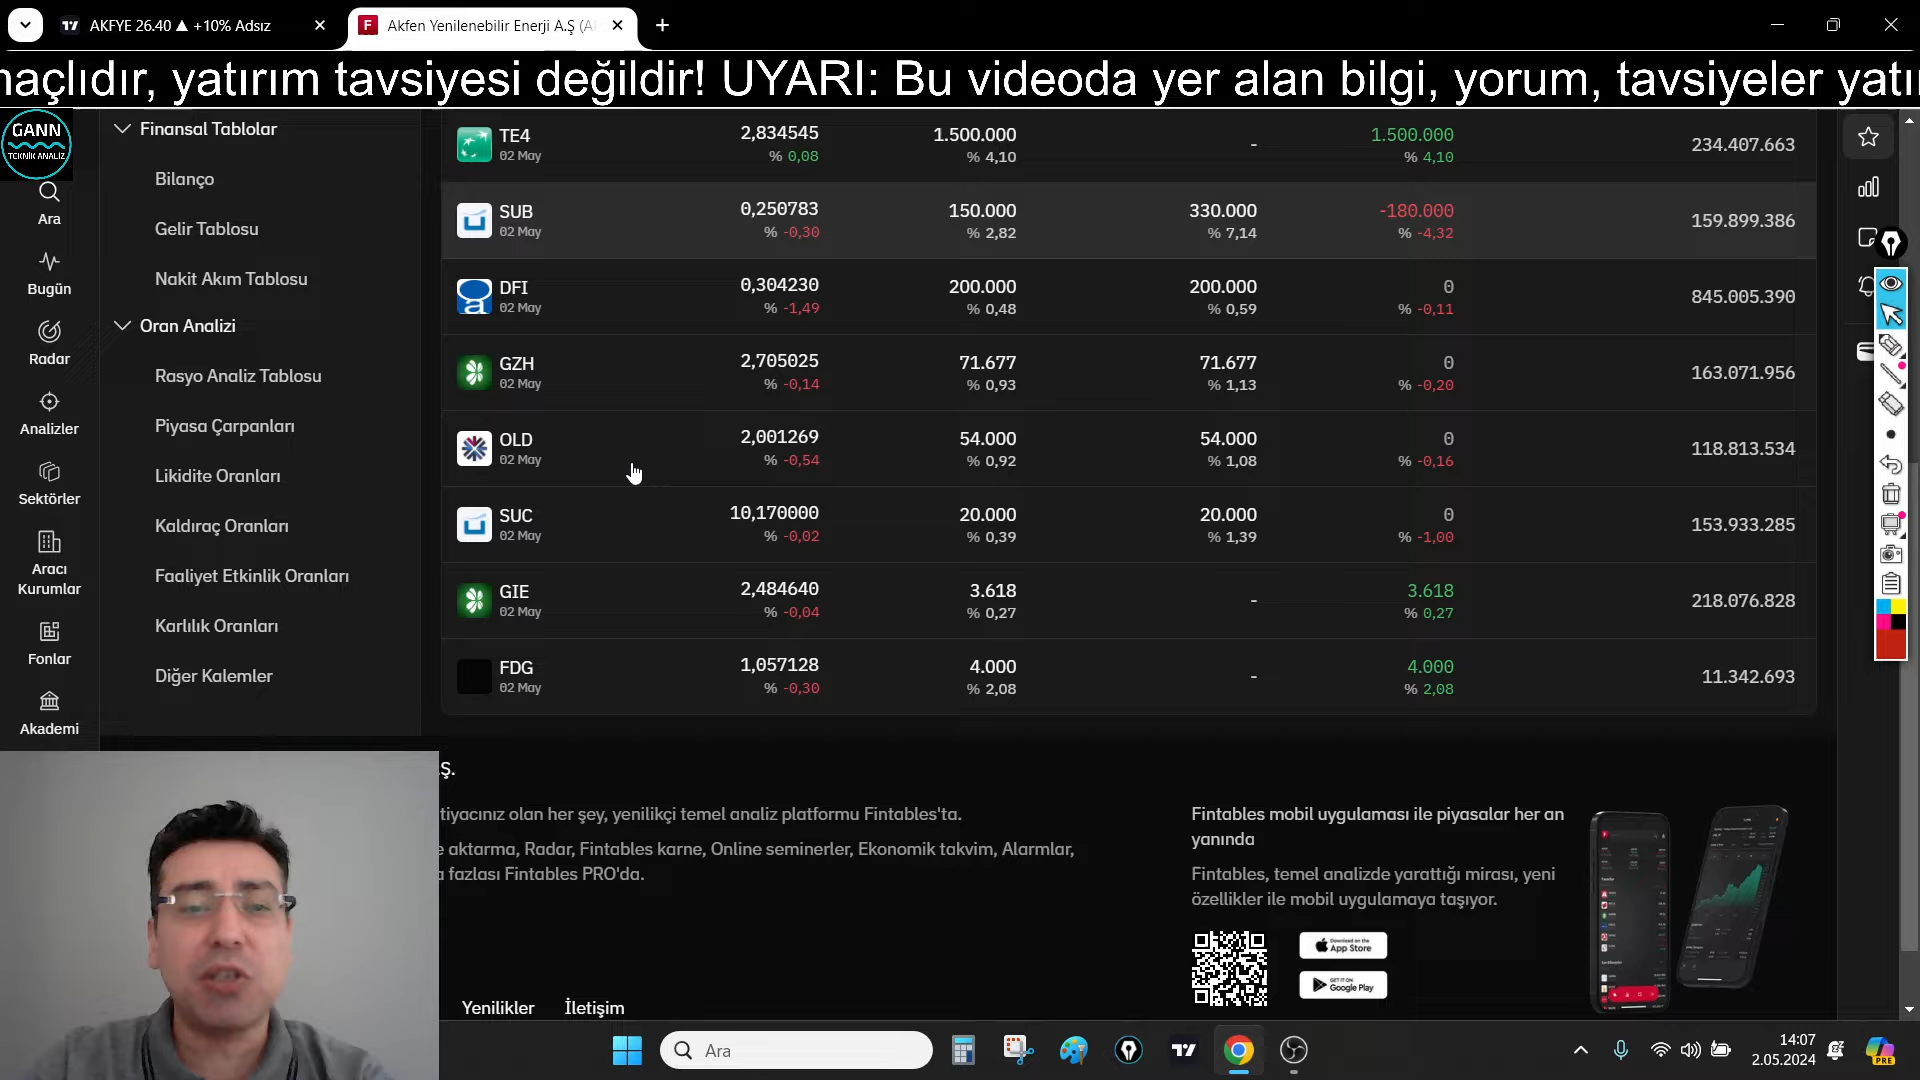 AKFYE 26.40 ▲ +10% Adsız
Akfen Yenilenebilir Enerji A.Ş
yatırım tavsiyesi değildir! UYARI: Bu videoda yer alan bilgi, yorum, tavsiyeler
GANN
TEKNİK ANALİZ
Ara
Bugün
Radar
Analizler
Sektörler
Aracı
Kurumlar
Fonlar
Akademi
Finansal Tablolar
Bilanço
Gelir Tablosu
Nakit Akım Tablosu
Oran Analizi
Rasyo Analiz Tablosu
Piyasa Çarpanları
Likidite Oranları
Kaldıraç Oranları
Faaliyet Etkinlik Oranları
Karlılık Oranları
Diğer Kalemler
TE4 2,834545 1.500.000 - 1.500.000 234.407.663
02 May % 0,08 % 4,10 % 4,10
SUB 0,250783 150.000 330.000 -180.000 159.899.386
02 May % -0,30 % 2,82 % 7,14 % -4,32
DFI 0,304230 200.000 200.000 0 845.005.390
02 May % -1,49 % 0,48 % 0,59 % -0,11
GZH 2,705025 71.677 71.677 0 163.071.956
02 May % -0,14 % 0,93 % 1,13 % -0,20
OLD 2,001269 54.000 54.000 0 118.813.534
02 May % -0,54 % 0,92 % 1,08 % -0,16
SUC 10,170000 20.000 20.000 0 153.933.285
02 May % -0,02 % 0,39 % 1,39 % -1,00
GIE 2,484640 3.618 - 3.618 218.076.828
02 May % -0,04 % 0,27 % 0,27
FDG 1,057128 4.000 - 4.000 11.342.693
02 May % -0,30 % 2,08 % 2,08
Ş.
tiyacınız olan her şey, yenilikçi temel analiz platformu Fintables'ta.
e aktarma, Radar, Fintables karne, Online seminerler, Ekonomik takvim, Alarmlar,
fazlası Fintables PRO'da.
Yenilikler İletişim
Fintables mobil uygulaması ile piyasalar her an
yanında
Fintables, temel analizde yarattığı mirası, yeni
özellikler ile mobil uygulamaya taşıyor.
Download on the
App Store
GET IT ON
Google Play
Ara
14:07
2.05.2024
PRE